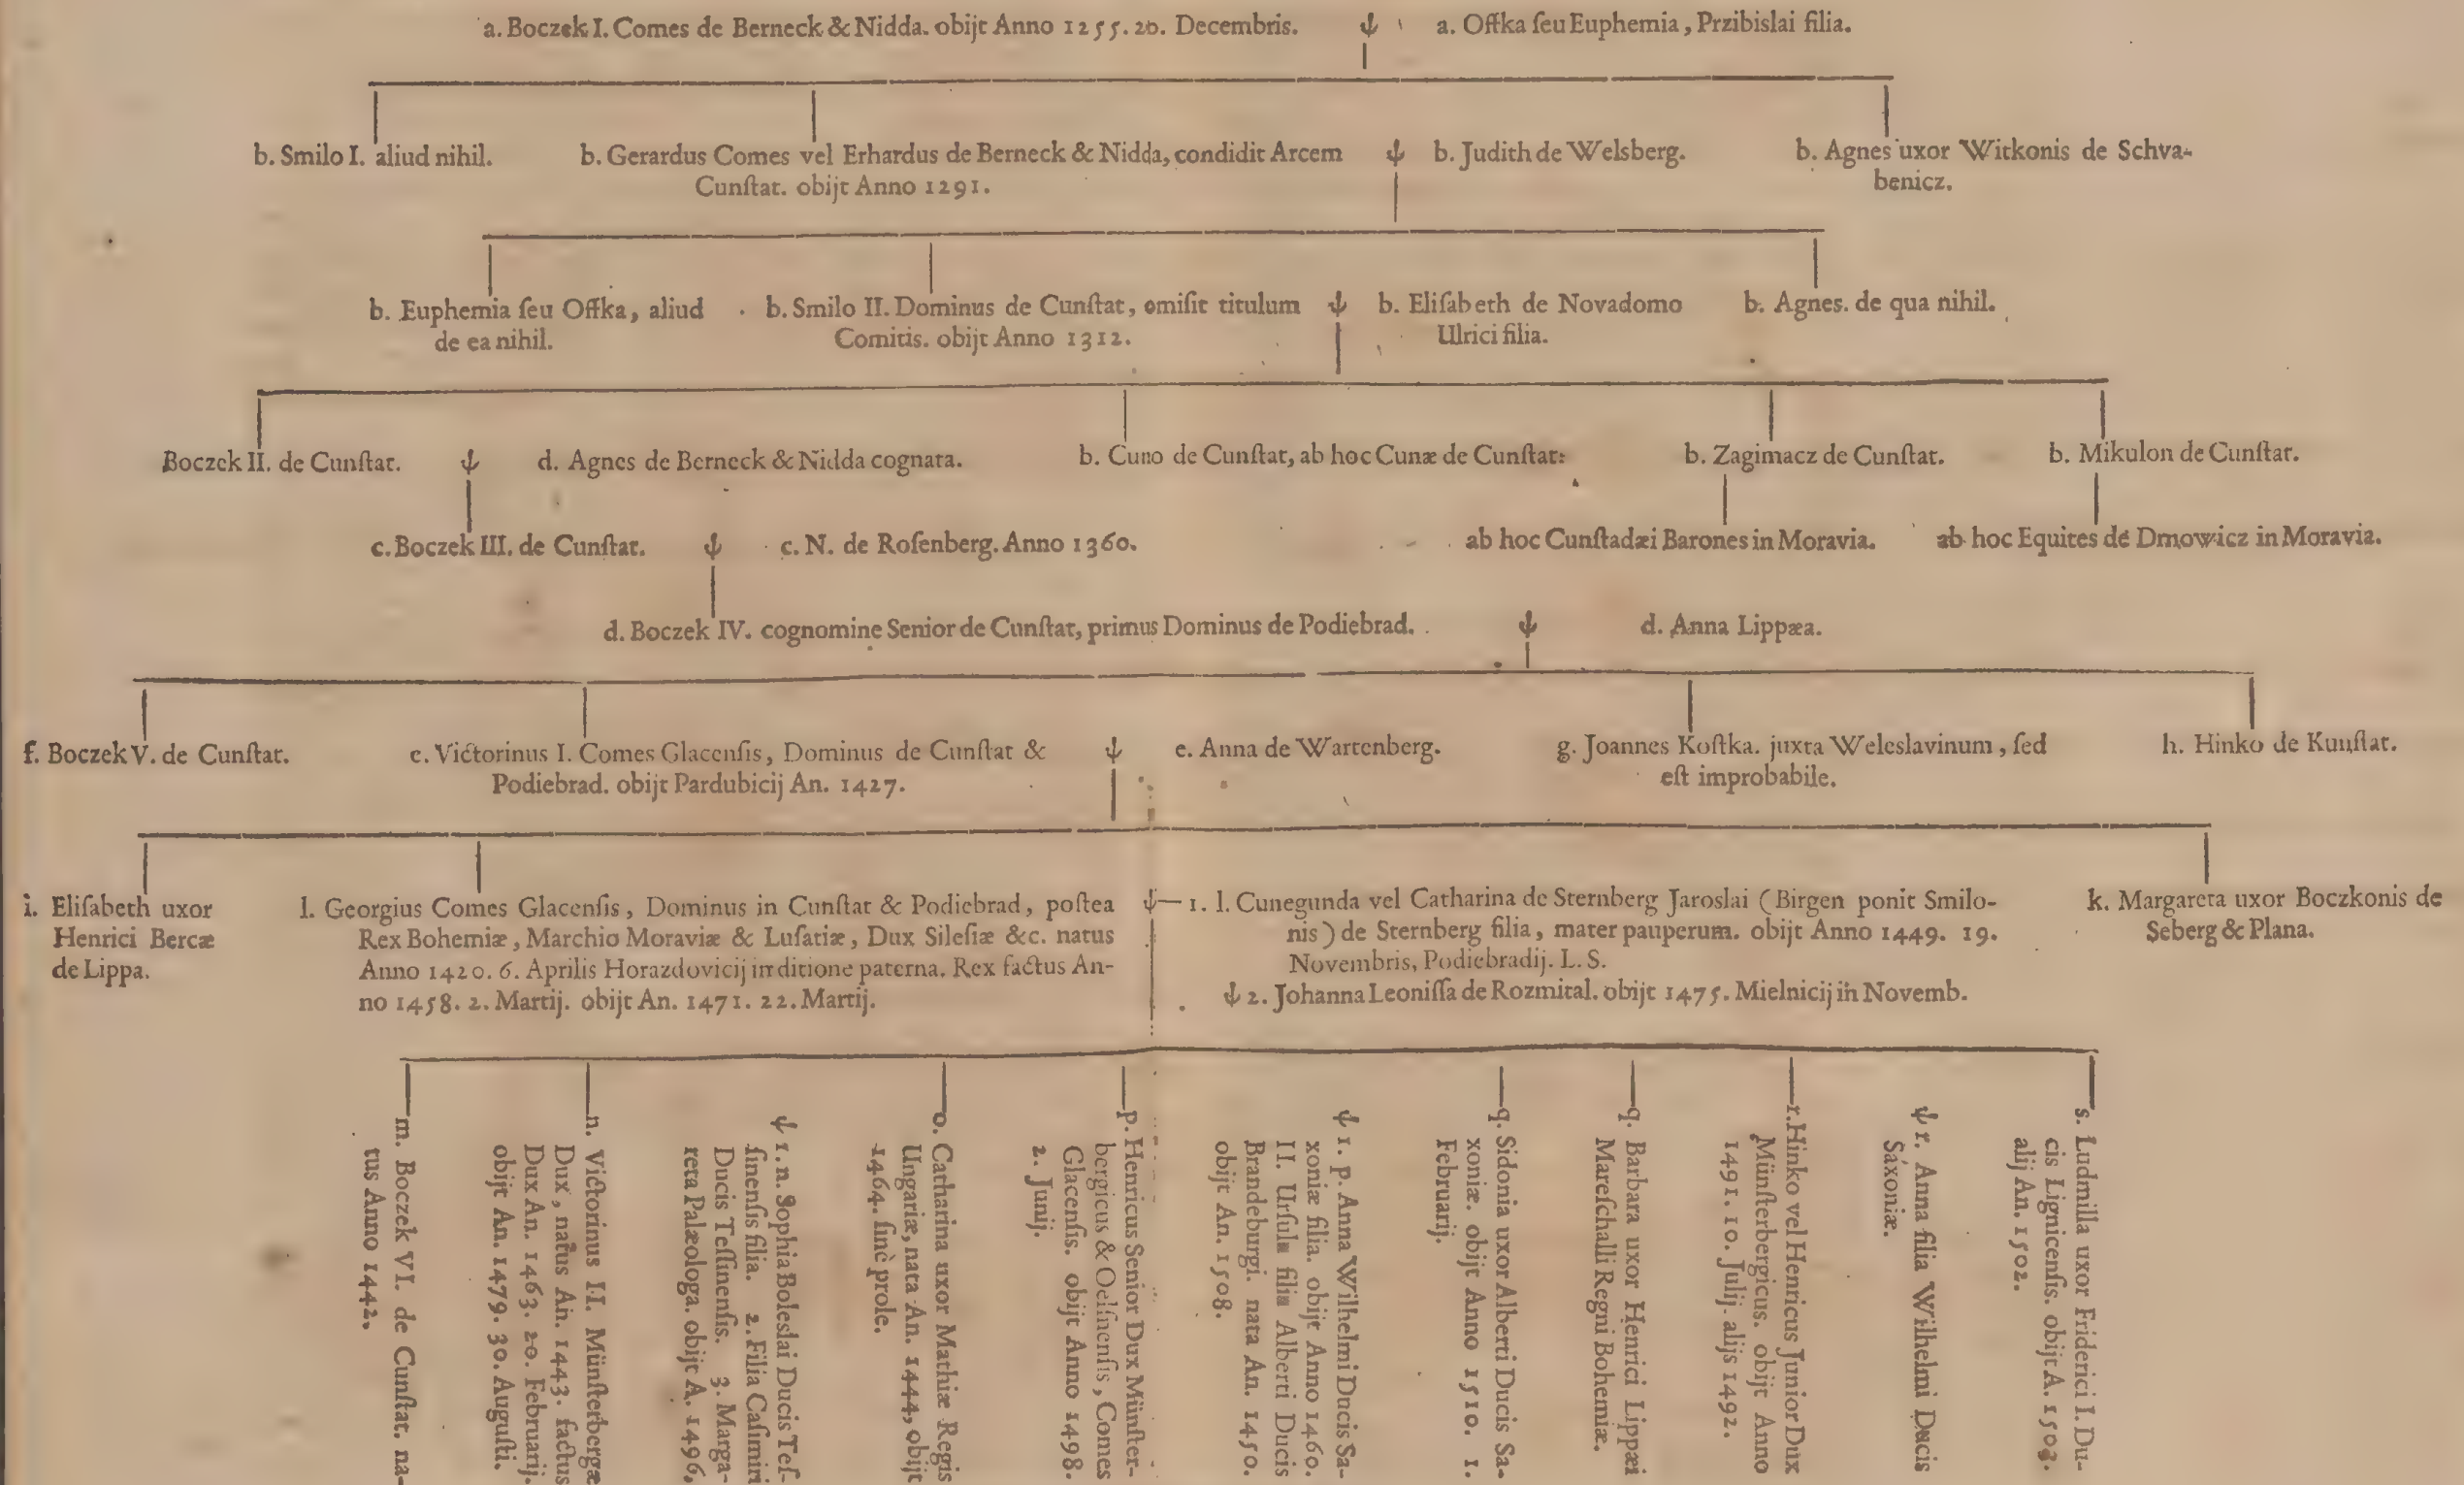 a. Boczek I. Comes de Berneck & Nidda. obijt Anno 1255. 20. Decembris. ψ a. Offka ſeu Euphemia, Przibislai filia.
b. Smilo I. aliud nihil.
b. Gerardus Comes vel Erhardus de Berneck & Nidda, condidit Arcem
Cunſtat. obijt Anno 1291.
ψ b. Judith de Welsberg.
b. Agnes uxor Witkonis de Schva-
benicz.
b. Euphemia ſeu Offka, aliud
de ea nihil.
b. Smilo II. Dominus de Cunſtat, omiſit titulum
Comitis. obijt Anno 1312.
ψ b. Eliſabeth de Novadomo
Ulrici filia.
b. Agnes. de qua nihil.
Boczek II. de Cunſtat. ψ d. Agnes de Berneck & Nidda cognata.
b. Cuno de Cunſtat, ab hoc Cunæ de Cunſtat:
b. Zagimacz de Cunſtat.
b. Mikulon de Cunſtat.
c. Boczek III. de Cunſtat. ψ c. N. de Roſenberg. Anno 1360.
ab hoc Cunſtadæi Barones in Moravia.
ab hoc Equites de Drnowicz in Moravia.
d. Boczek IV. cognomine Senior de Cunſtat, primus Dominus de Podiebrad. ψ d. Anna Lippæa.
f. Boczek V. de Cunſtat.
e. Victorinus I. Comes Glacenſis, Dominus de Cunſtat &
Podiebrad. obijt Pardubicij An. 1427.
ψ e. Anna de Wartenberg.
g. Joannes Koſtka. juxta Weleslavinum, ſed
eſt improbabile.
h. Hinko de Kunſtat.
i. Eliſabeth uxor
Henrici Bercæ
de Lippa.
l. Georgius Comes Glacenſis, Dominus in Cunſtat & Podiebrad, poſtea
Rex Bohemiæ, Marchio Moraviæ & Luſatiæ, Dux Sileſiæ &c. natus
Anno 1420. 6. Aprilis Horazdovicij in ditione paterna. Rex factus An-
no 1458. 2. Martij. obijt An. 1471. 22. Martij.
ψ— 1. l. Cunegunda vel Catharina de Sternberg Jaroslai (Birgen ponit Smilo-
nis) de Sternberg filia, mater pauperum. obijt Anno 1449. 19.
Novembris, Podiebradij. L. S.
ψ 2. Johanna Leoniſſa de Rozmital. obijt 1475. Mielnicij in Novemb.
k. Margareta uxor Boczkonis de
Seberg & Plana.
m. Boczek VI. de Cunſtat. na-
tus Anno 1442.
n. Victorinus II. Münſterbergæ
Dux, natus An. 1443. factus
Dux An. 1463. 20. Februarij.
obijt An. 1479. 30. Auguſti.
ψ 1. n. Sophia Boleslai Ducis Teſ-
ſinenſis filia. 2. Filia Caſimiri
Ducis Teſſinenſis. 3. Marga-
reta Palæologa. obijt A. 1496.
o. Catharina uxor Mathiæ Regis
Ungariæ, nata An. 1444, obijt
1464. ſinè prole.
p. Henricus Senior Dux Münſter-
bergicus & Oelſnenſis, Comes
Glacenſis. obijt Anno 1498.
2. Junij.
ψ 1. p. Anna Wilhelmi Ducis Sa-
xoniæ filia. obijt Anno 1460.
II. Urſula filia Alberti Ducis
Brandeburgi. nata An. 1450.
obijt An. 1508.
q. Sidonia uxor Alberti Ducis Sa-
xoniæ. obijt Anno 1510. 1.
Februarij.
q. Barbara uxor Henrici Lippæi
Mareſchalli Regni Bohemiæ.
r. Hinko vel Henricus Junior Dux
Münſterbergicus. obijt Anno
1491. 10. Julij. alijs 1492.
ψ r. Anna filia Wilhelmi Ducis
Saxoniæ.
s. Ludmilla uxor Friderici I. Du-
cis Lignicenſis. obijt A. 1503.
alij An. 1502.